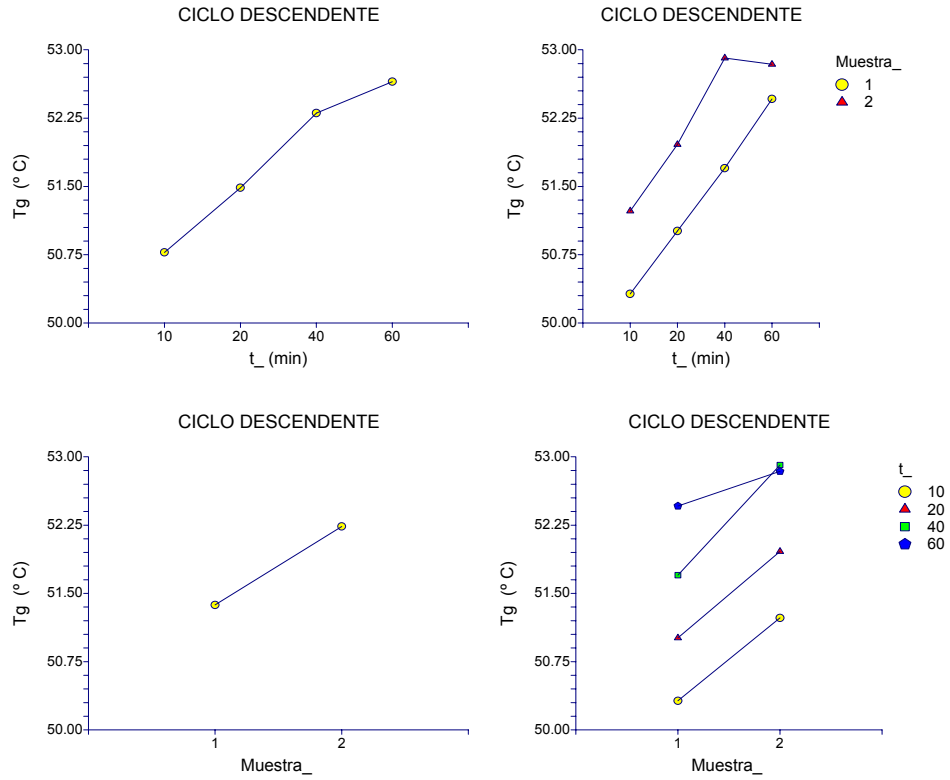 CICLO DESCENDENTE
53.00
52.25
51.50
50.75
50.00
Tg (º C)
10 20 40 60
t_ (min)
CICLO DESCENDENTE
53.00
52.25
51.50
50.75
50.00
Tg (º C)
10 20 40 60
t_ (min)
Muestra_
1
2
CICLO DESCENDENTE
53.00
52.25
51.50
50.75
50.00
Tg (º C)
1 2
Muestra_
CICLO DESCENDENTE
53.00
52.25
51.50
50.75
50.00
Tg (º C)
1 2
Muestra_
t_
10
20
40
60